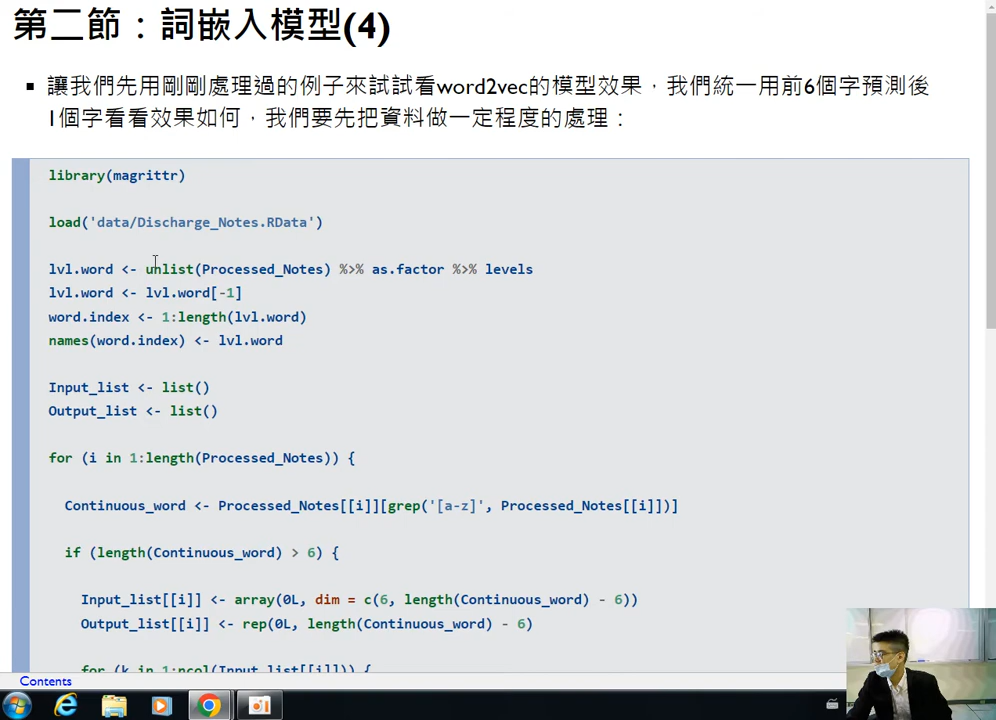 第二節：詞嵌入模型(4)
▪ 讓我們先用剛剛處理過的例子來試試看word2vec的模型效果，我們統一用前6個字預測後
1個字看看效果如何，我們要先把資料做一定程度的處理：
library(magrittr)
load('data/Discharge_Notes.RData')
lvl.word <- unlist(Processed_Notes) %>% as.factor %>% levels
lvl.word <- lvl.word[-1]
word.index <- 1:length(lvl.word)
names(word.index) <- lvl.word
Input_list <- list()
Output_list <- list()
for (i in 1:length(Processed_Notes)) {
Continuous_word <- Processed_Notes[[i]][grep('[a-z]', Processed_Notes[[i]])]
if (length(Continuous_word) > 6) {
Input_list[[i]] <- array(0L, dim = c(6, length(Continuous_word) - 6))
Output_list[[i]] <- rep(0L, length(Continuous_word) - 6)
for (k in 1:ncol(Input_list[[i]])) {
Contents